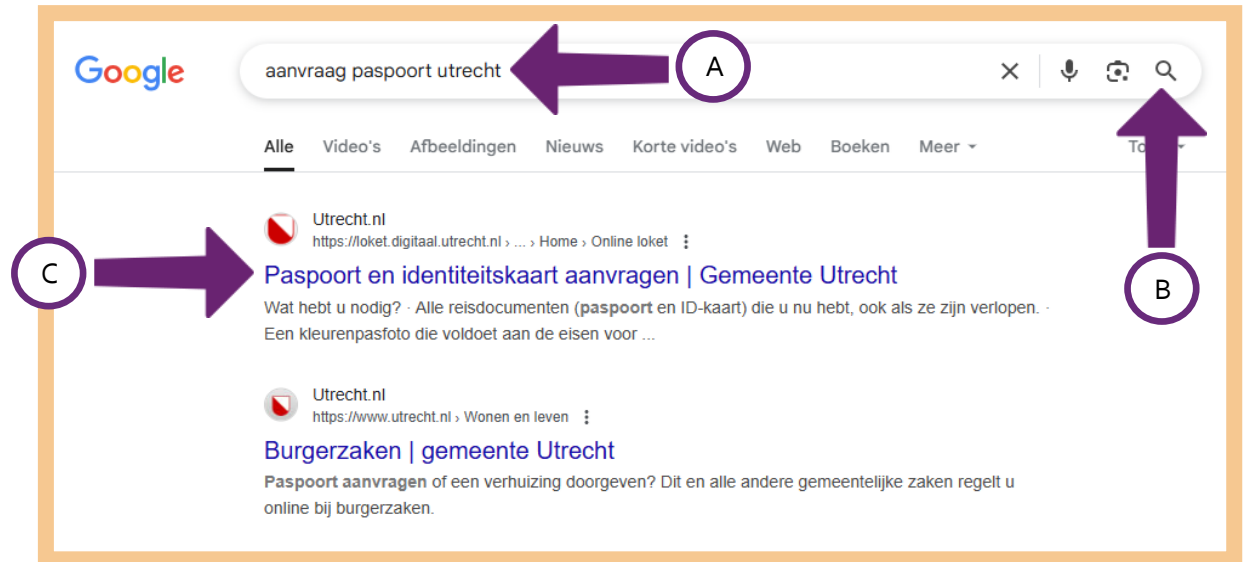 Google
aanvraag paspoort utrecht
A
Alle Video's Afbeeldingen Nieuws Korte video's Web Boeken Meer
Utrecht.nl
https://loket.digitaal.utrecht.nl › ... › Home › Online loket
C
Paspoort en identiteitskaart aanvragen | Gemeente Utrecht
B
Wat hebt u nodig? · Alle reisdocumenten (paspoort en ID-kaart) die u nu hebt, ook als ze zijn verlopen. ·
Een kleurenpasfoto die voldoet aan de eisen voor ...
Utrecht.nl
https://www.utrecht.nl › Wonen en leven
Burgerzaken | gemeente Utrecht
Paspoort aanvragen of een verhuizing doorgeven? Dit en alle andere gemeentelijke zaken regelt u
online bij burgerzaken.